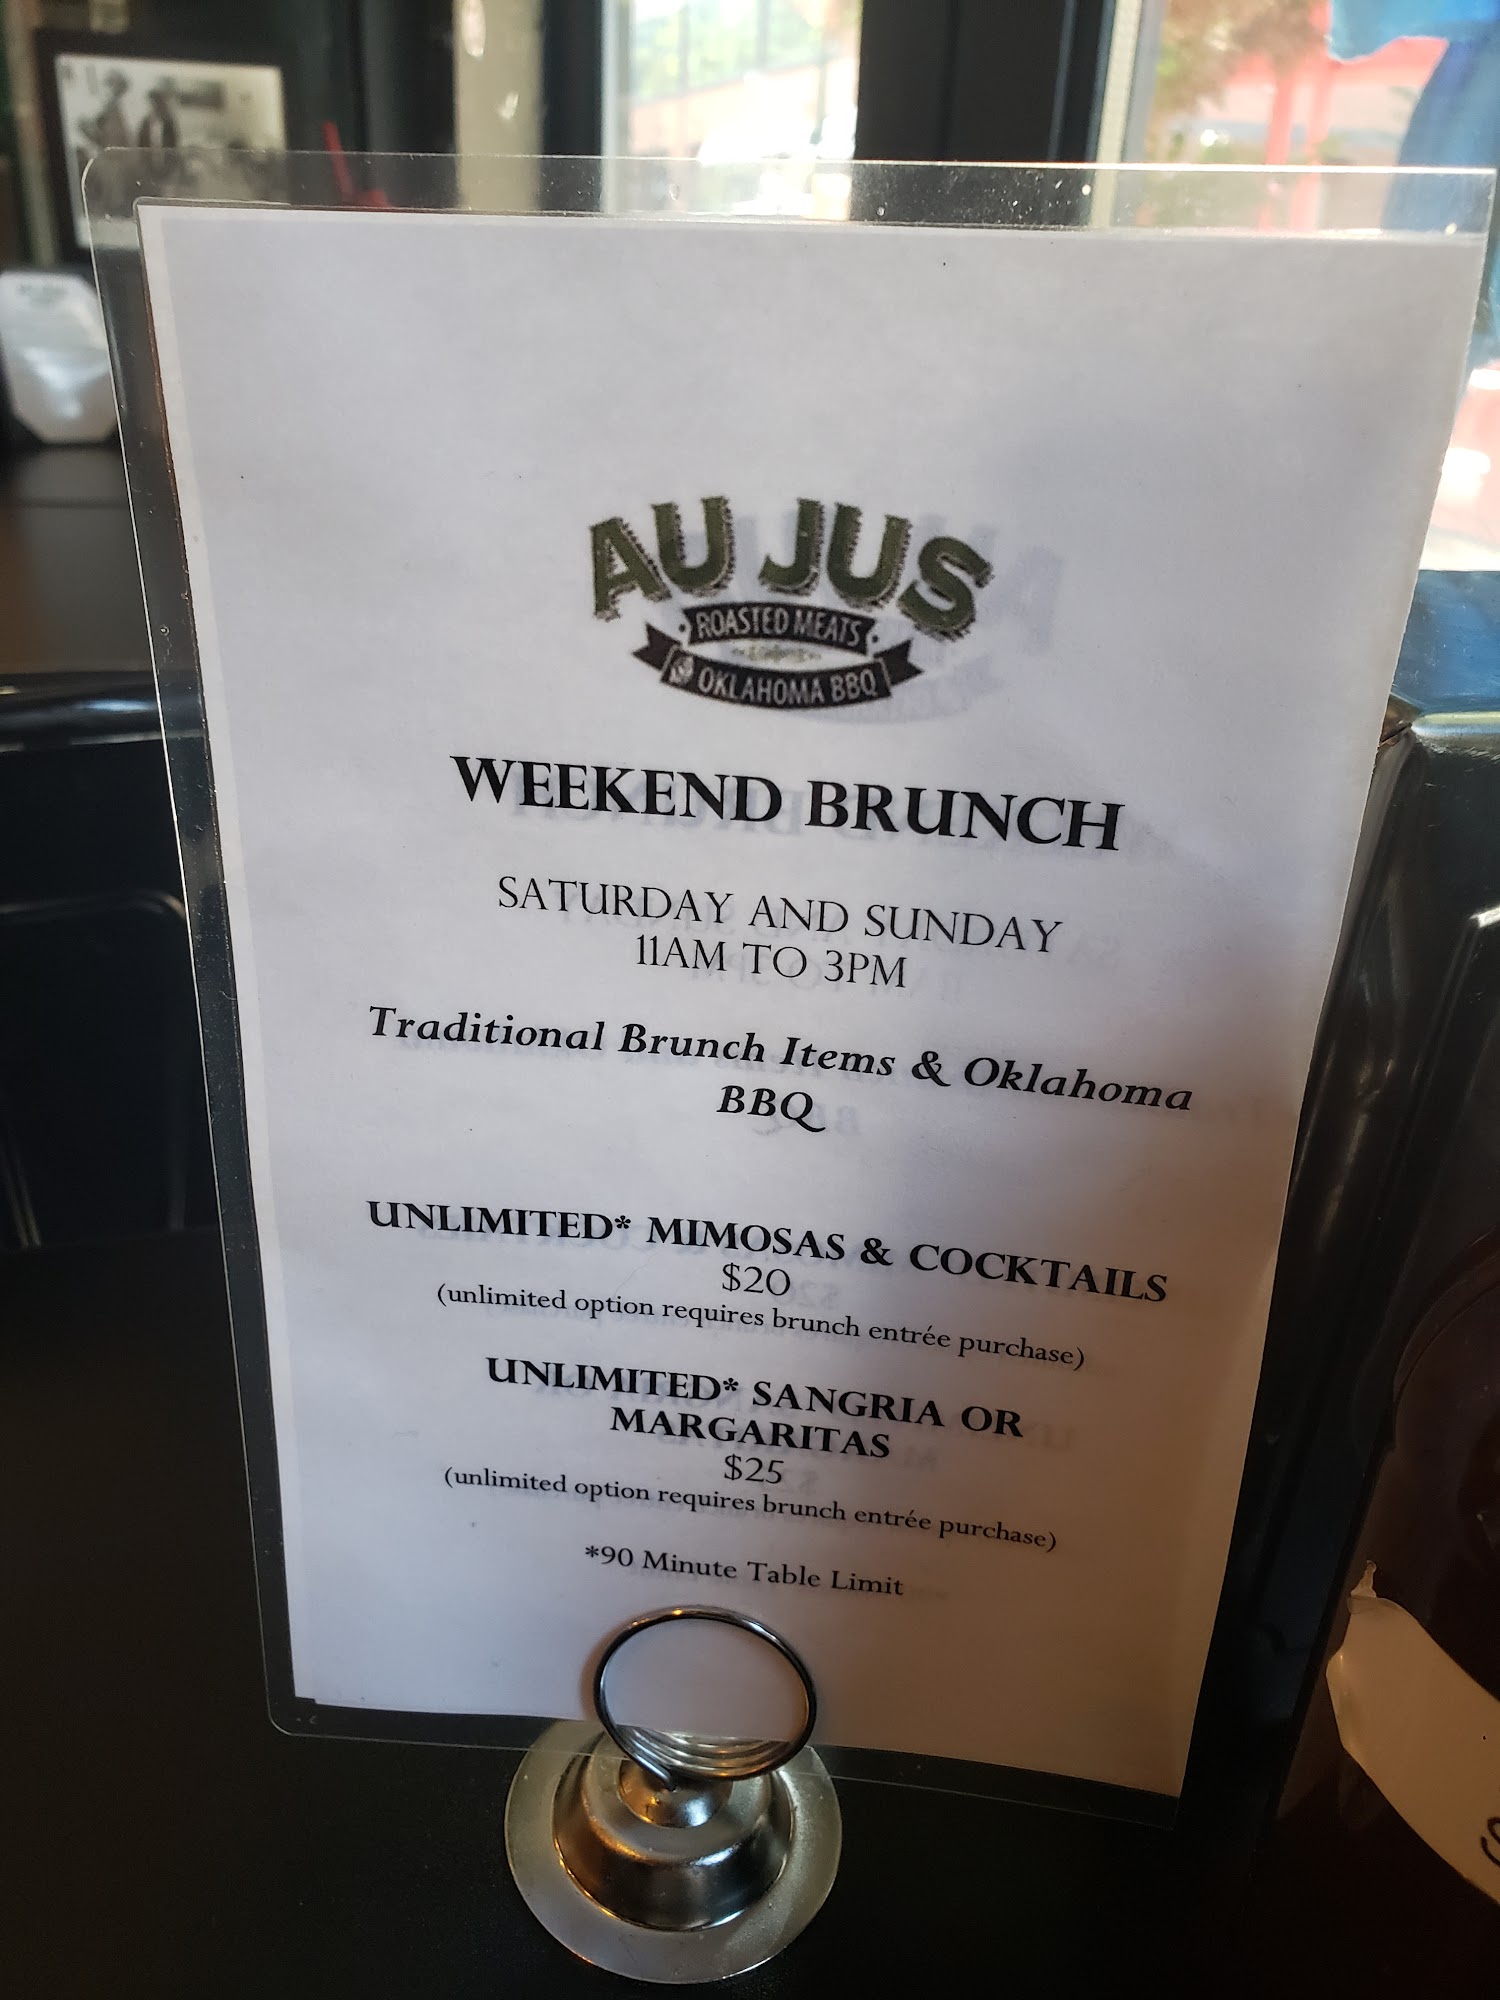 AU JUS
ROASTED MEATS
& OKLAHOMA BBQ
WEEKEND BRUNCH
SATURDAY AND SUNDAY
11AM TO 3PM
Traditional Brunch Items & Oklahoma
BBQ
UNLIMITED* MIMOSAS & COCKTAILS
$20
(unlimited option requires brunch entrée purchase)
UNLIMITED* SANGRIA OR
MARGARITAS
$25
(unlimited option requires brunch entrée purchase)
*90 Minute Table Limit